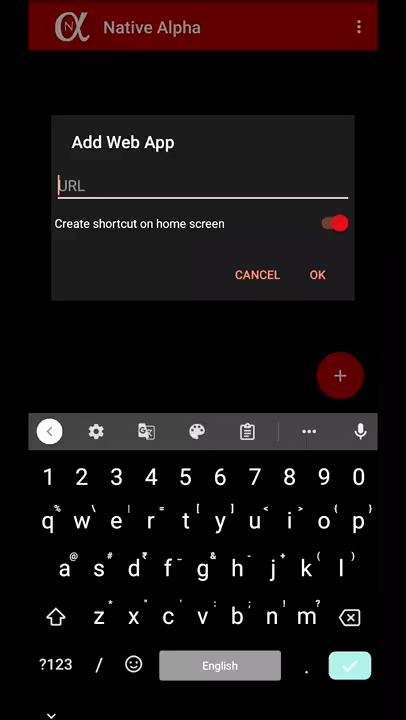 Nα Native Alpha
Add Web App
URL
Create shortcut on home screen
CANCEL OK
+
1 2 3 4 5 6 7 8 9 0
% \ | = [ ] < > { }
q w e r t y u i o p
@ # ₹ _ & - + ( )
a s d f g h j k l
* " ' : ; ! ?
z x c v b n m
?123 / English .